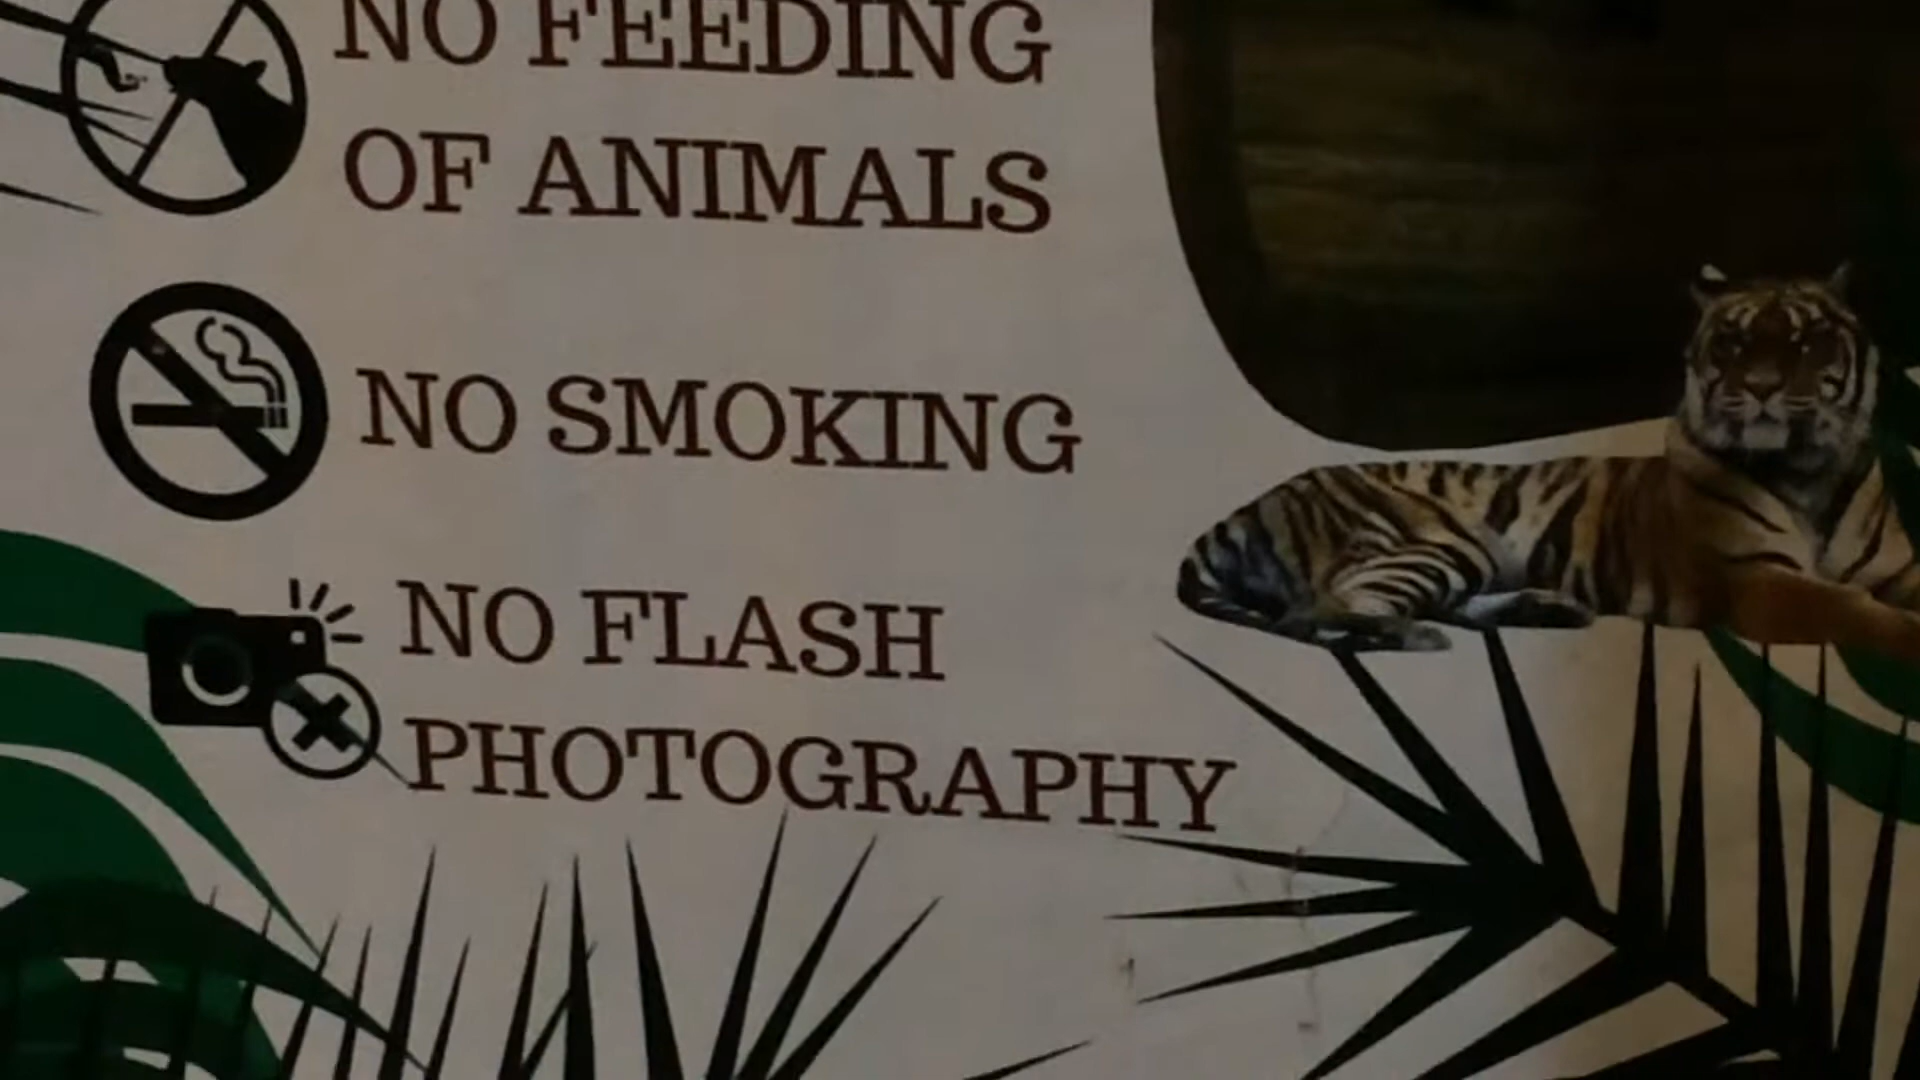 NO FEEDING
OF ANIMALS
NO SMOKING
NO FLASH
PHOTOGRAPHY